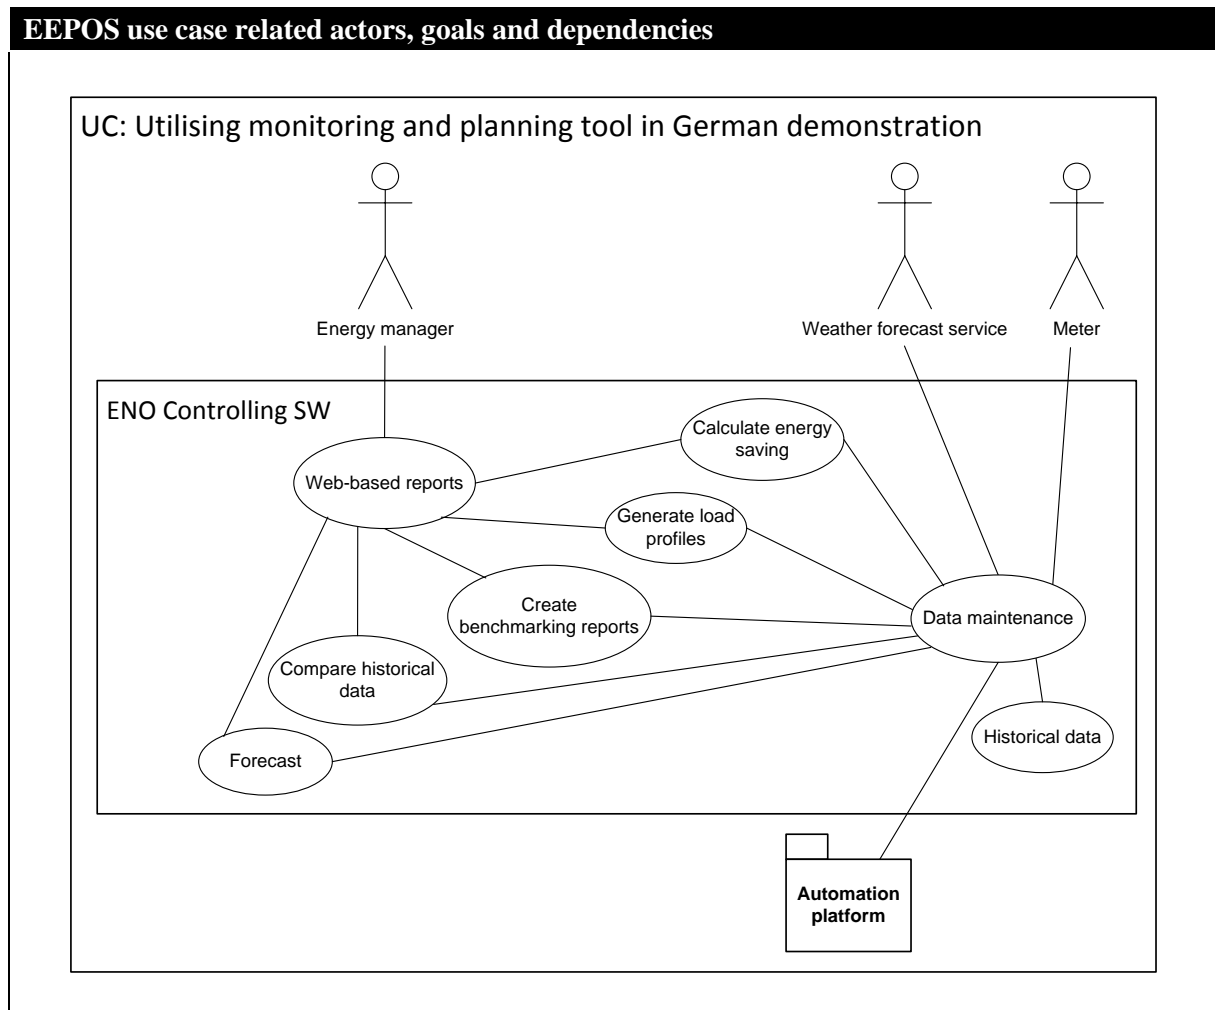 EEPOS use case related actors, goals and dependencies
UC: Utilising monitoring and planning tool in German demonstration
Energy manager
Weather forecast service
Meter
ENO Controlling SW
Calculate energy
saving
Web-based reports
Generate load
profiles
Create
benchmarking reports
Data maintenance
Compare historical
data
Historical data
Forecast
Automation
platform